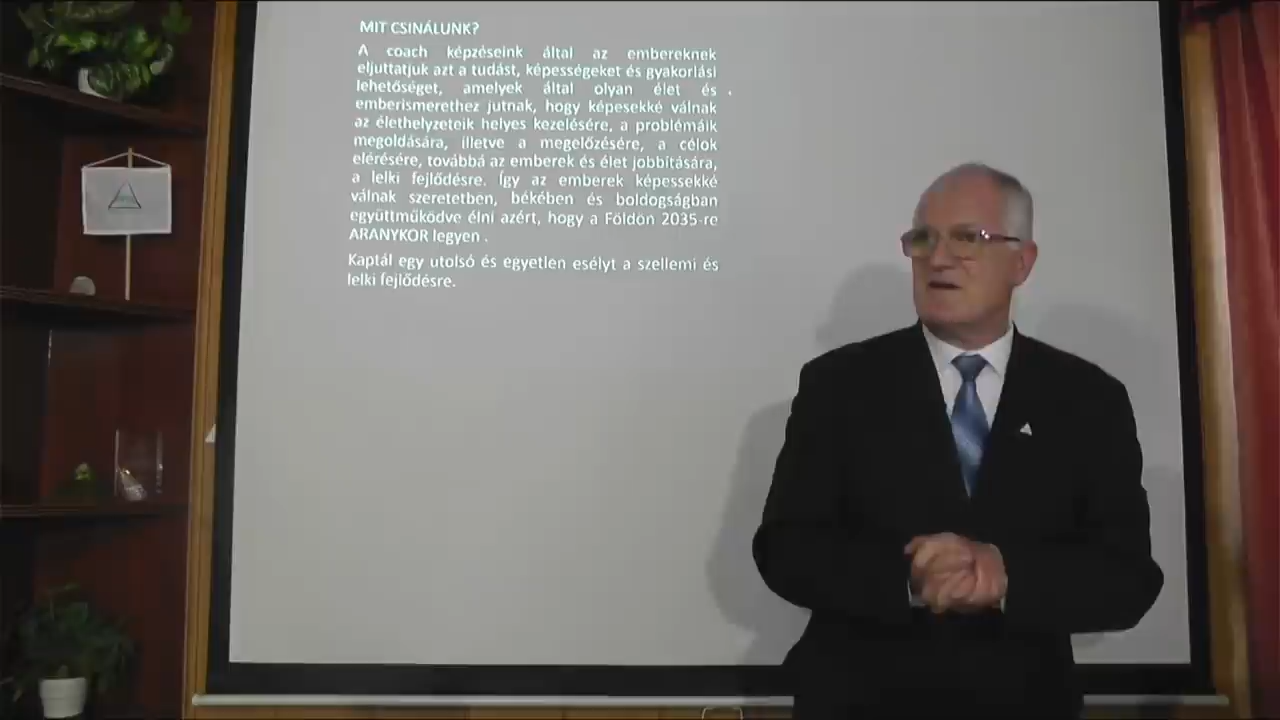 MIT CSINÁLUNK?
A coach képzéseink által az embereknek
eljuttatjuk azt a tudást, képességeket és gyakorlási
lehetőséget, amelyek által olyan élet és
emberismerethez jutnak, hogy képesekké válnak
az élethelyzeteik helyes kezelésére, a problémáik
megoldására, illetve a megelőzésére, a célok
elérésére, továbbá az emberek és élet jobbítására,
a lelki fejlődésre. Így az emberek képessekké
válnak szeretetben, békében és boldogságban
együttműködve élni azért, hogy a Földön 2035-re
ARANYKOR legyen .
Kaptál egy utolsó és egyetlen esélyt a szellemi és
lelki fejlődésre.